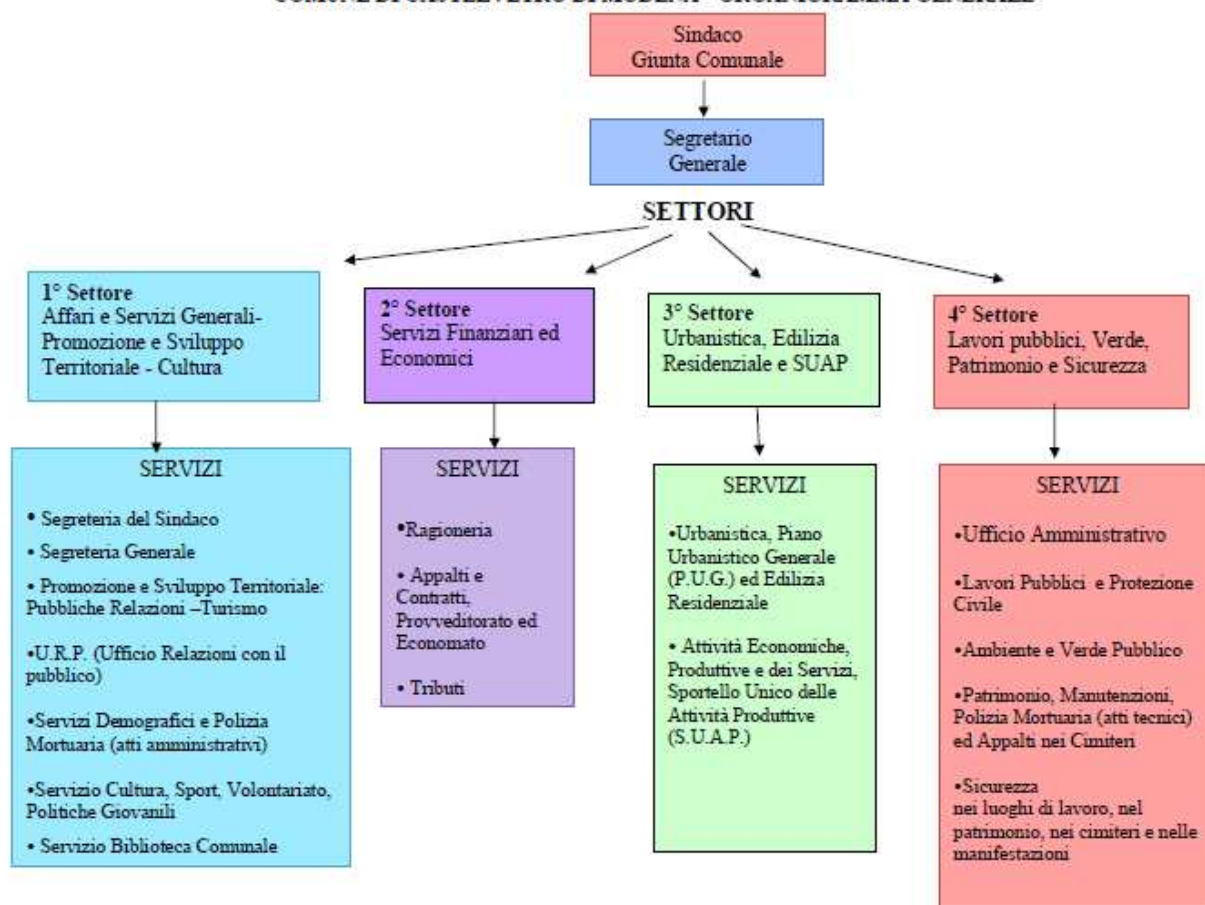 Sindaco
Giunta Comunale
Segretario
Generale
SETTORI
1° Settore
Affari e Servizi Generali-
Promozione e Sviluppo
Territoriale - Cultura
2° Settore
Servizi Finanziari ed
Economici
3° Settore
Urbanistica, Edilizia
Residenziale e SUAP
4° Settore
Lavori pubblici, Verde,
Patrimonio e Sicurezza
SERVIZI
• Segreteria del Sindaco
• Segreteria Generale
• Promozione e Sviluppo Territoriale:
Pubbliche Relazioni –Turismo
•U.R.P. (Ufficio Relazioni con il
pubblico)
•Servizi Demografici e Polizia
Mortuaria (atti amministrativi)
•Servizio Cultura, Sport, Volontariato,
Politiche Giovanili
• Servizio Biblioteca Comunale
SERVIZI
•Ragioneria
• Appalti e
Contratti,
Provveditorato ed
Economato
• Tributi
SERVIZI
•Urbanistica, Piano
Urbanistico Generale
(P.U.G.) ed Edilizia
Residenziale
• Attività Economiche,
Produttive e dei Servizi,
Sportello Unico delle
Attività Produttive
(S.U.A.P.)
SERVIZI
•Ufficio Amministrativo
•Lavori Pubblici e Protezione
Civile
•Ambiente e Verde Pubblico
•Patrimonio, Manutenzioni,
Polizia Mortuaria (atti tecnici)
ed Appalti nei Cimiteri
•Sicurezza
nei luoghi di lavoro, nel
patrimonio, nei cimiteri e nelle
manifestazioni